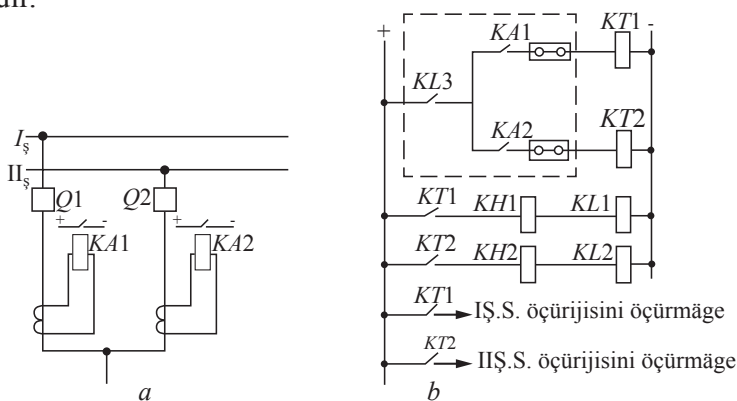 a
Iş
IIş
Q1
Q2
+ -
KA1
+ -
KA2
b
+
-
KA1
KT1
KL3
KA2
KT2
KT1 KH1 KL1
KT2 KH2 KL2
KT1
IŞ.S. öçürijisini öçürmäge
KT2
IIŞ.S. öçürijisini öçürmäge